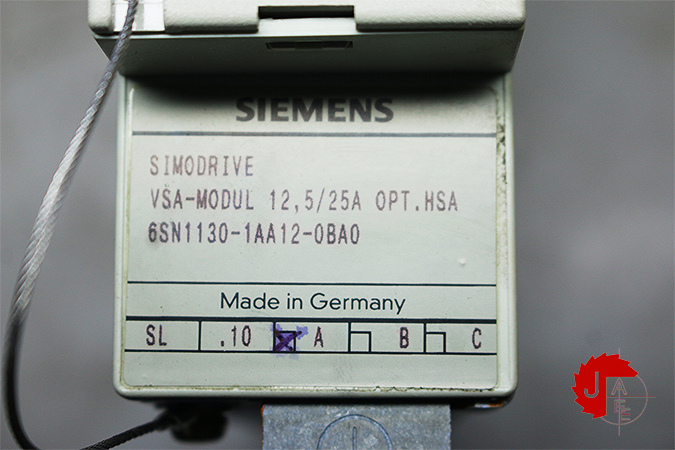 SIEMENS
SIMODRIVE
VSA-MODUL 12,5/25A OPT.HSA
6SN1130-1AA12-0BA0
Made in Germany
SL .10 A B C
J